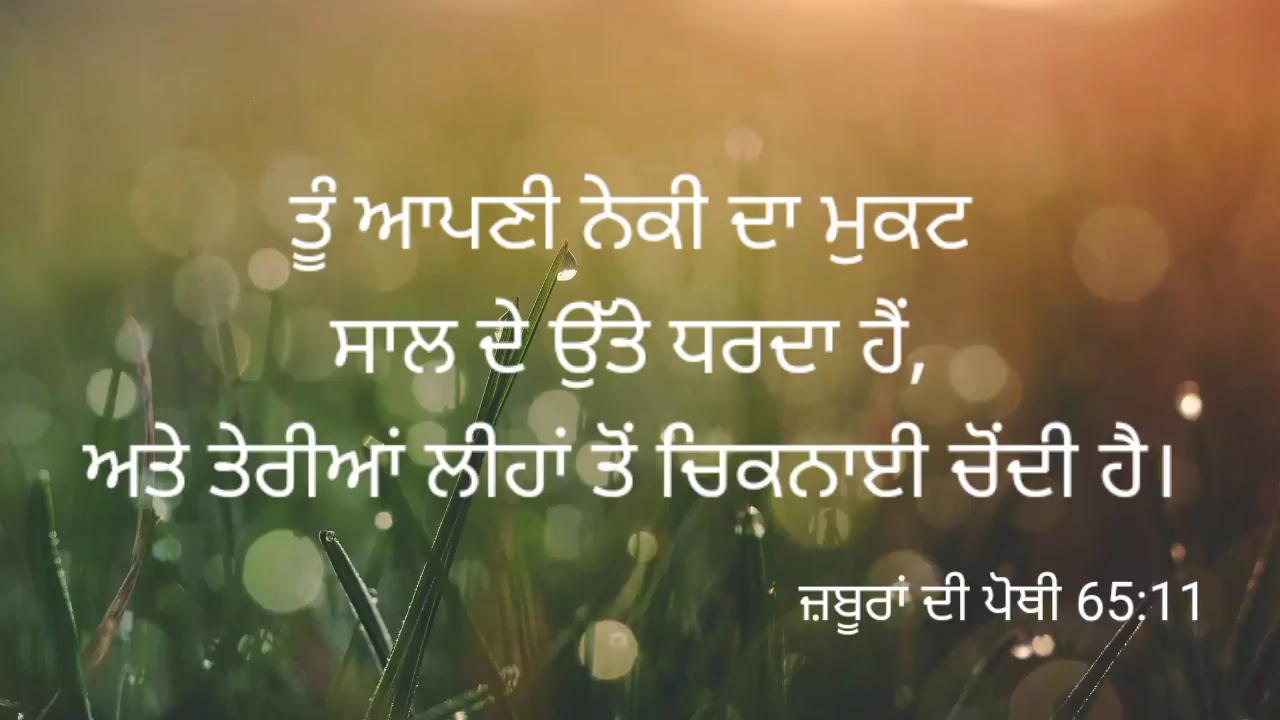 ਤੂੰ ਆਪਣੀ ਨੇਕੀ ਦਾ ਮੁਕਟ
ਸਾਲ ਦੇ ਉੱਤੇ ਧਰਦਾ ਹੈਂ,
ਅਤੇ ਤੇਰੀਆਂ ਲੀਹਾਂ ਤੋਂ ਚਿਕਨਾਈ ਚੋਂਦੀ ਹੈ।
ਜ਼ਬੂਰਾਂ ਦੀ ਪੋਥੀ 65:11